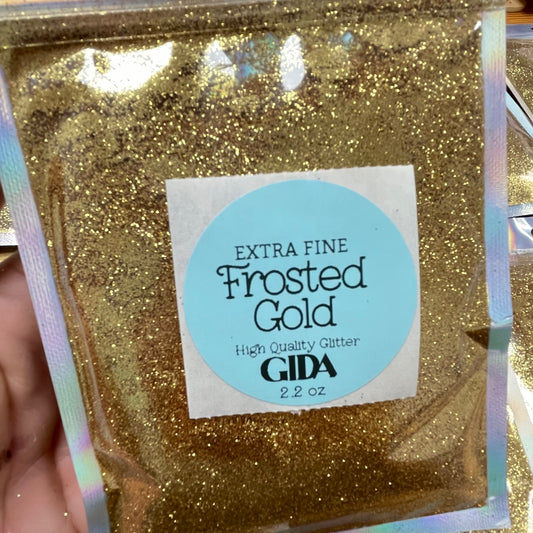 EXTRA FINE
Frosted
Gold
High Quality Glitter
GIDA
2.2 oz